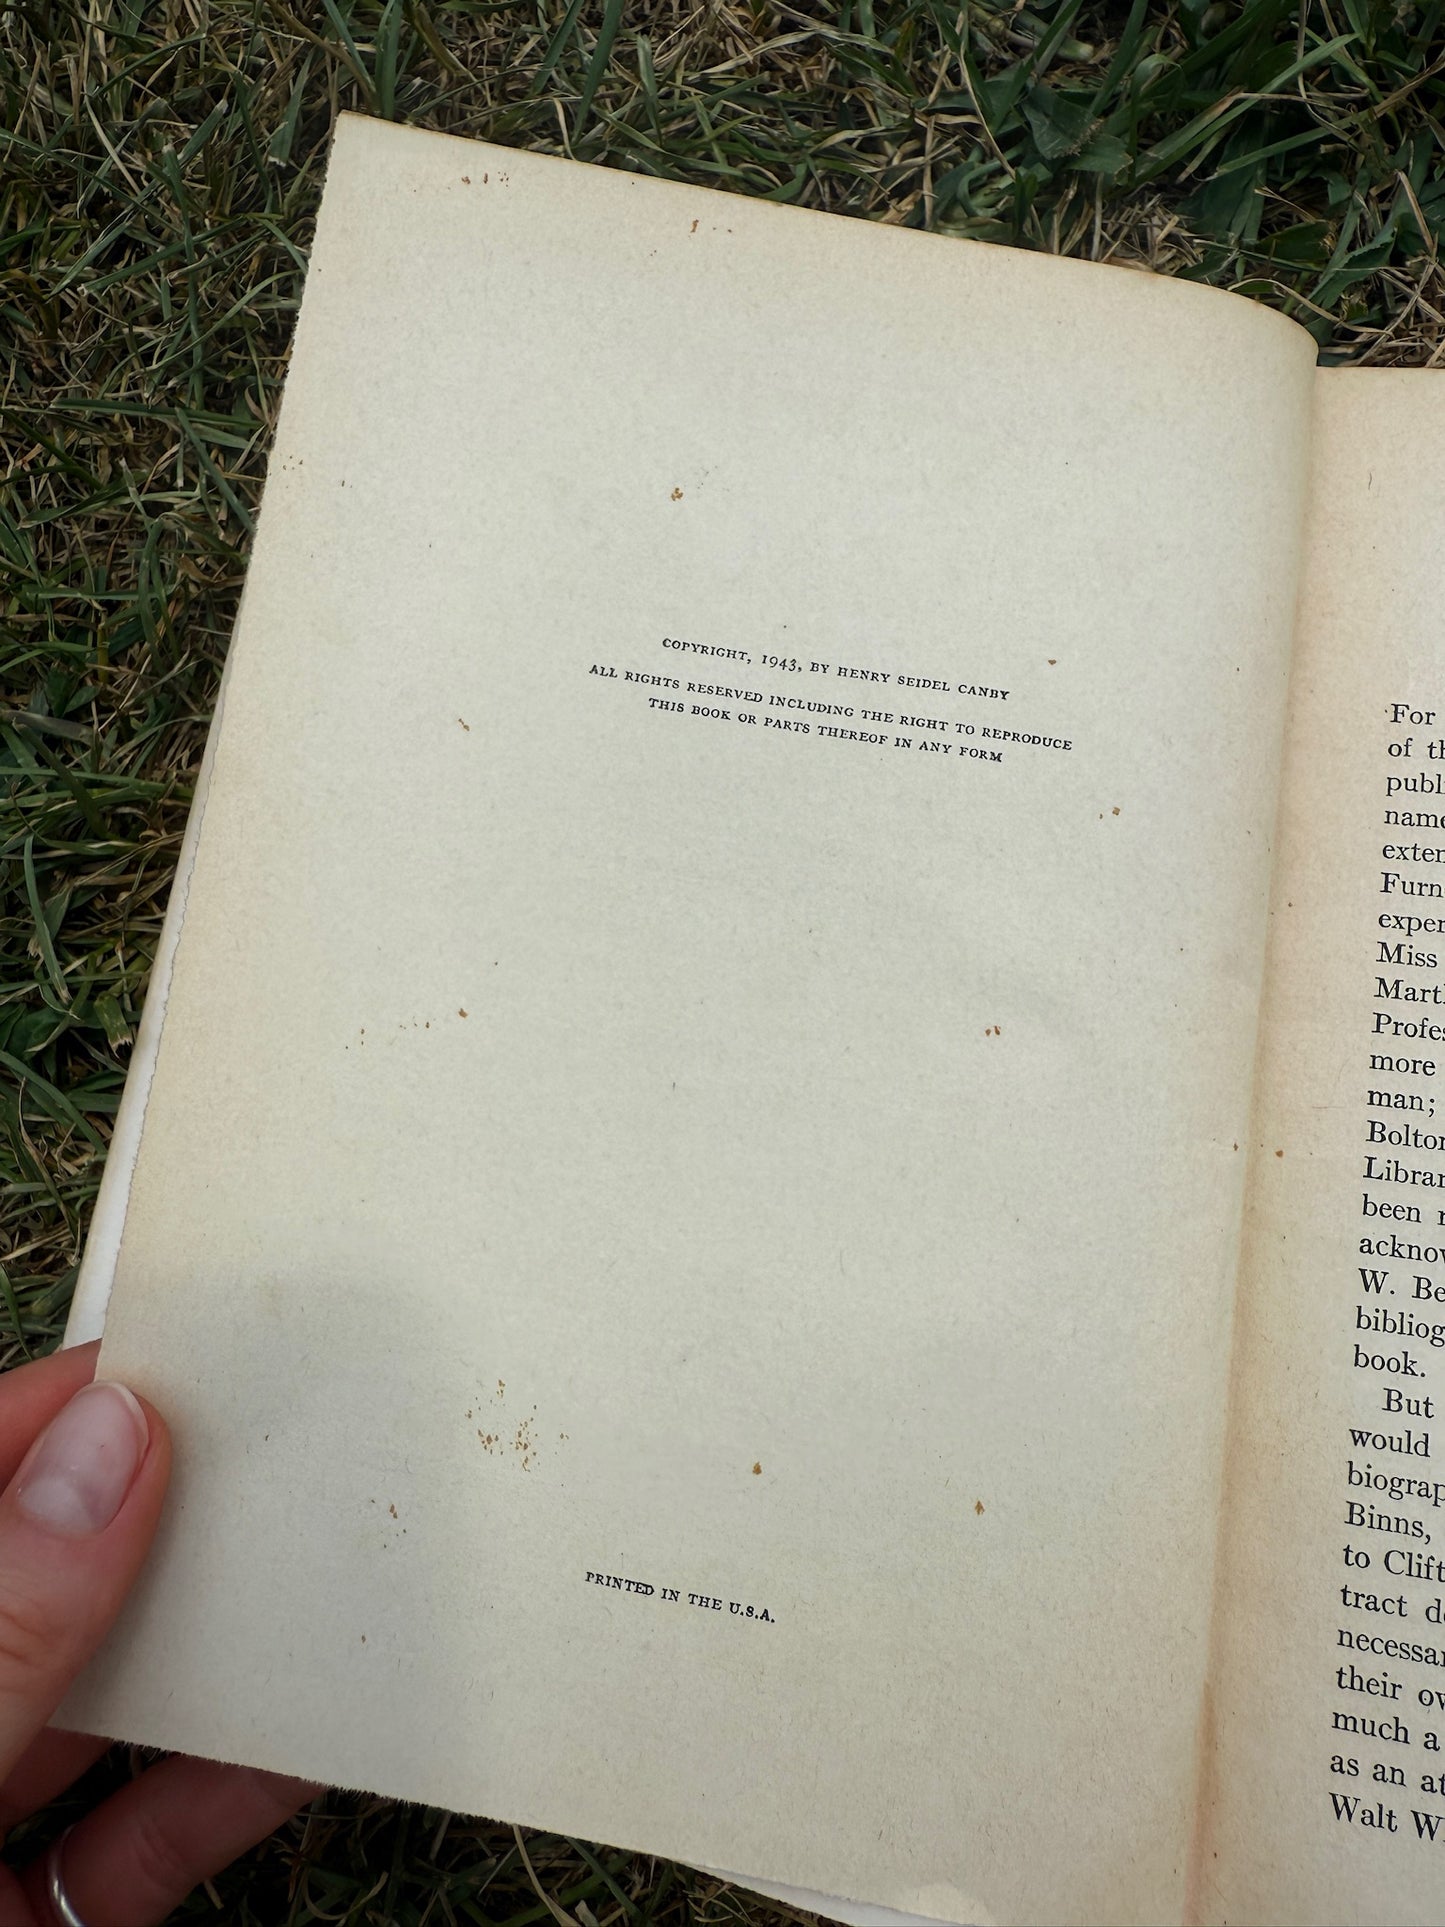 COPYRIGHT, 1943, BY HENRY SEIDEL CANBY
ALL RIGHTS RESERVED INCLUDING THE RIGHT TO REPRODUCE
THIS BOOK OR PARTS THEREOF IN ANY FORM
PRINTED IN THE U.S.A.
For
of
publi
name
exten
Furn
exper
Miss
Mart
Profes
more
man;
Bolton
Librar
been
acknow
W. Be
bibliog
book.
But
would
biograp
Binns,
to Clift
tract
necessar
their ow
much a
as an at
Walt W